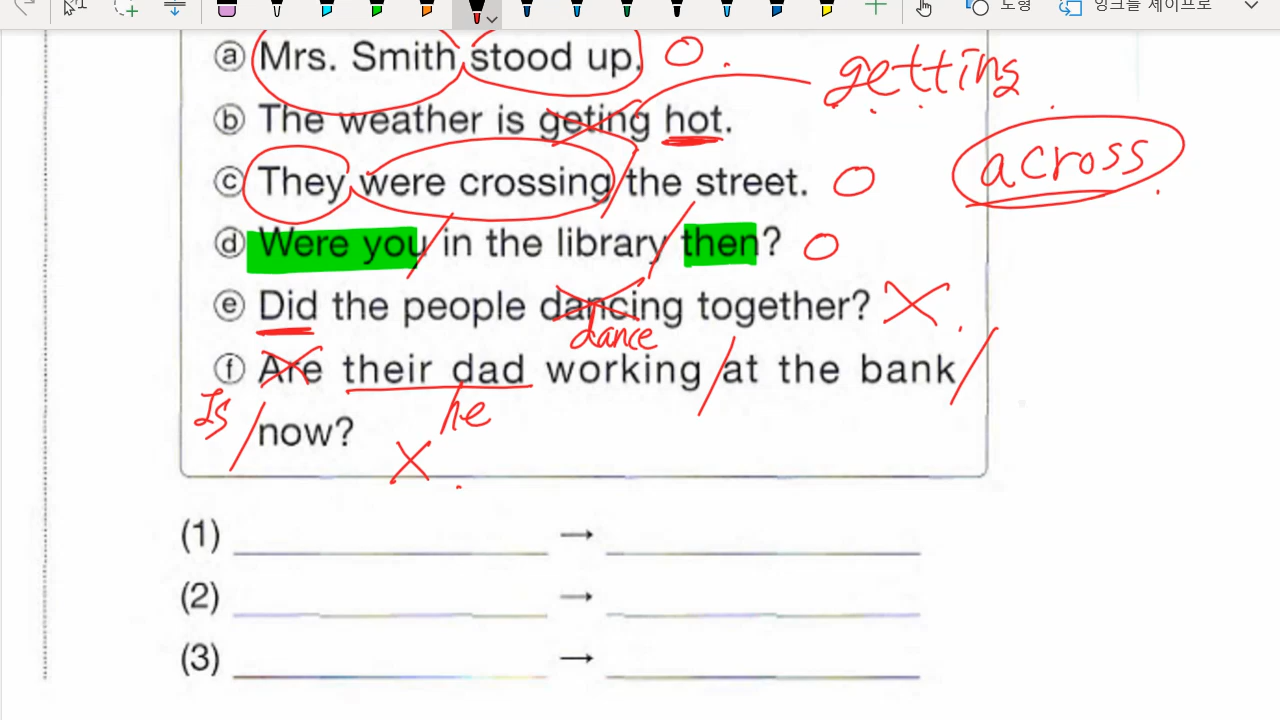 도형
잉크를 셰이프로
ⓐ Mrs. Smith stood up. O.
getting
ⓑ The weather is geting hot.
ⓒ They were crossing the street. O
across
ⓓ Were you in the library then? O
ⓔ Did the people dancing together? X.
dance
ⓕ Are their dad working at the bank
Is
he
now?
X.
(1) → 
(2) → 
(3) →